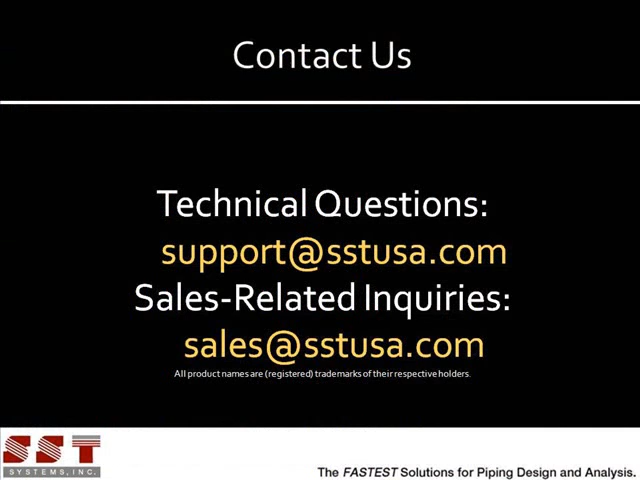 Contact Us
Technical Questions:
support@sstusa.com
Sales-Related Inquiries:
sales@sstusa.com
All product names are (registered) trademarks of their respective holders.
SST
SYSTEMS, INC.
The FASTEST Solutions for Piping Design and Analysis.